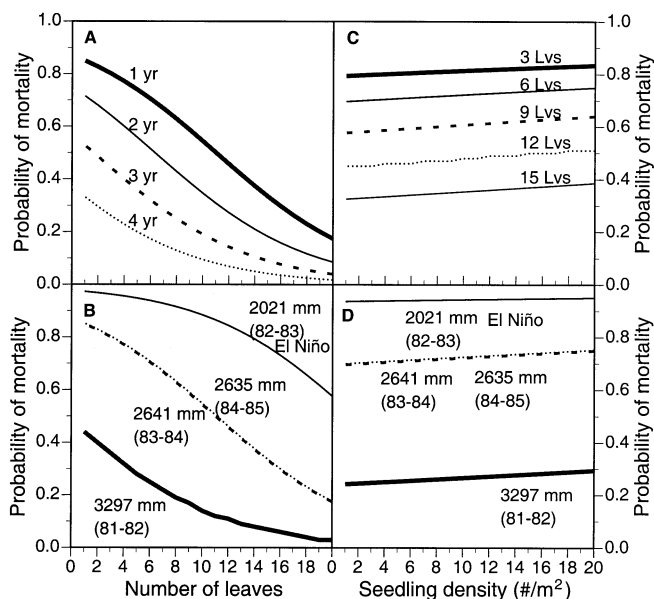 Probability of mortality
1.0
0.8
0.6
0.4
0.2
0.0
A
1 yr
2 yr
3 yr
4 yr
C
3 Lvs
6 Lvs
9 Lvs
12 Lvs
15 Lvs
1.0
0.8
0.6
0.4
0.2
0.0
Probability of mortality
Probability of mortality
0.8
0.6
0.4
0.2
0.0
B
2021 mm
(82-83)
El Niño
2635 mm
(84-85)
2641 mm
(83-84)
3297 mm
(81-82)
0 2 4 6 8 10 12 14 16 18
Number of leaves
D
2021 mm El Niño
(82-83)
2641 mm 2635 mm
(83-84) (84-85)
3297 mm
(81-82)
0.8
0.6
0.4
0.2
0.0
Probability of mortality
0 2 4 6 8 10 12 14 16 18 20
Seedling density (#/m²)